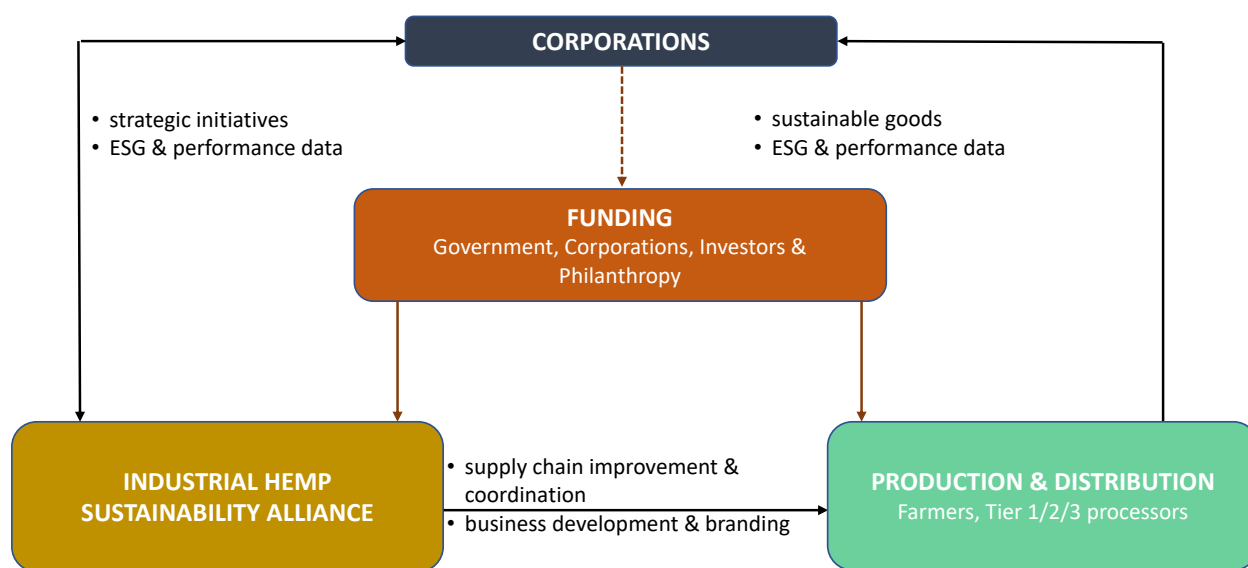 CORPORATIONS
• strategic initiatives
• ESG & performance data
• sustainable goods
• ESG & performance data
FUNDING
Government, Corporations, Investors &
Philanthropy
INDUSTRIAL HEMP
SUSTAINABILITY ALLIANCE
• supply chain improvement &
coordination
• business development & branding
PRODUCTION & DISTRIBUTION
Farmers, Tier 1/2/3 processors